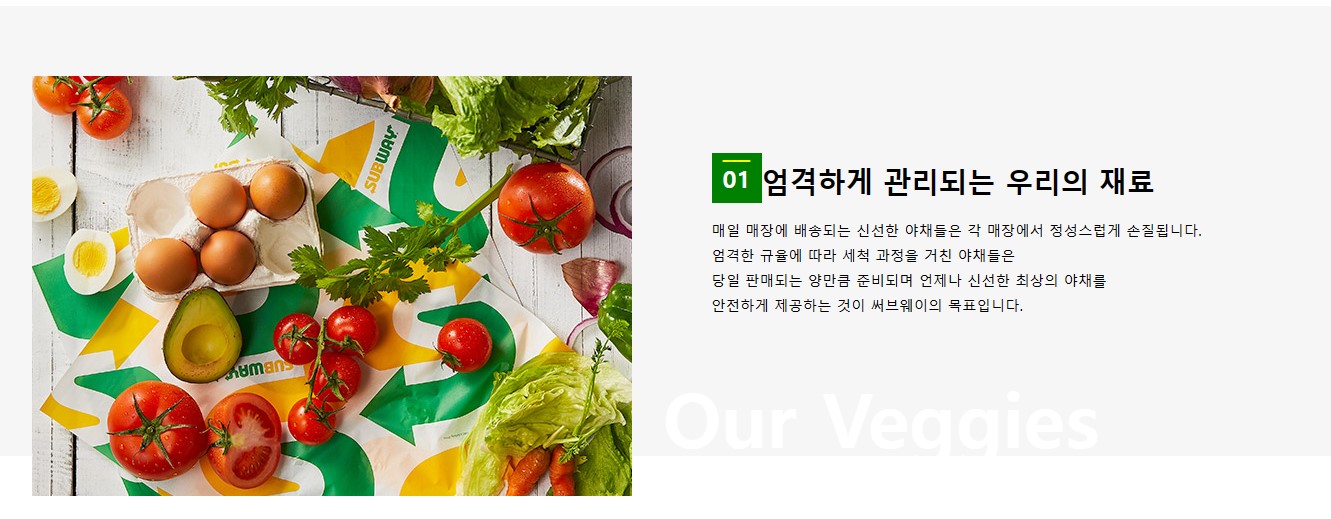 SUBWAY
SUBWAY
01 엄격하게 관리되는 우리의 재료
매일 매장에 배송되는 신선한 야채들은 각 매장에서 정성스럽게 손질됩니다.
엄격한 규율에 따라 세척 과정을 거친 야채들은
당일 판매되는 양만큼 준비되며 언제나 신선한 최상의 야채를
안전하게 제공하는 것이 써브웨이의 목표입니다.
Our Veggies